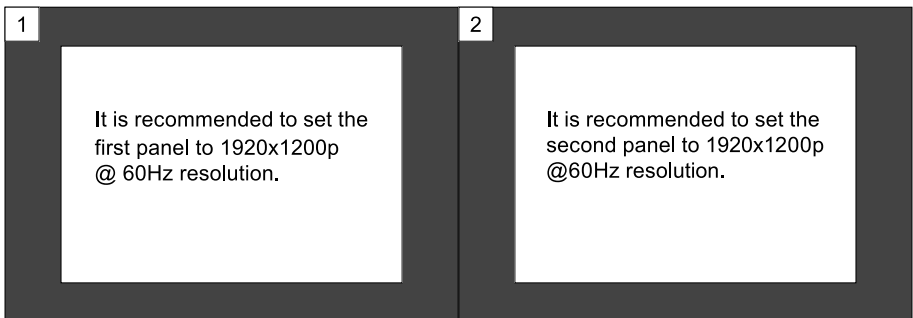 1
It is recommended to set the
first panel to 1920x1200p
@ 60Hz resolution.
2
It is recommended to set the
second panel to 1920x1200p
@60Hz resolution.